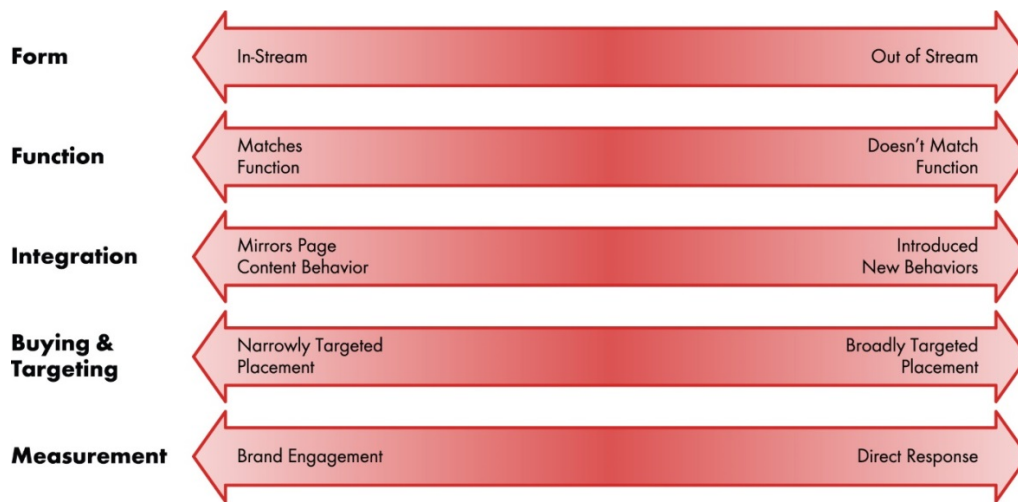 Form
In-Stream
Out of Stream
Function
Matches
Function
Doesn't Match
Function
Integration
Mirrors Page
Content Behavior
Introduced
New Behaviors
Buying &
Targeting
Narrowly Targeted
Placement
Broadly Targeted
Placement
Measurement
Brand Engagement
Direct Response